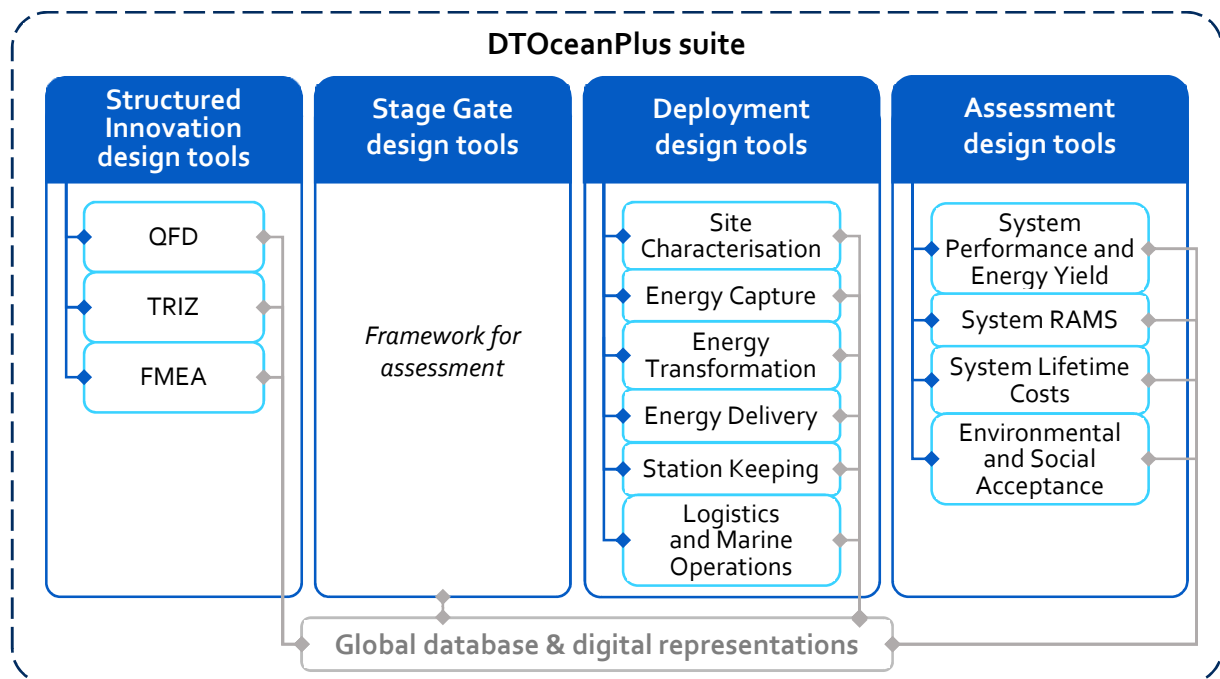 DTOceanPlus suite
Structured
Innovation
design tools
QFD
TRIZ
FMEA
Stage Gate
design tools
Framework for
assessment
Deployment
design tools
Site
Characterisation
Energy Capture
Energy
Transformation
Energy Delivery
Station Keeping
Logistics
and Marine
Operations
Assessment
design tools
System
Performance and
Energy Yield
System RAMS
System Lifetime
Costs
Environmental
and Social
Acceptance
Global database & digital representations